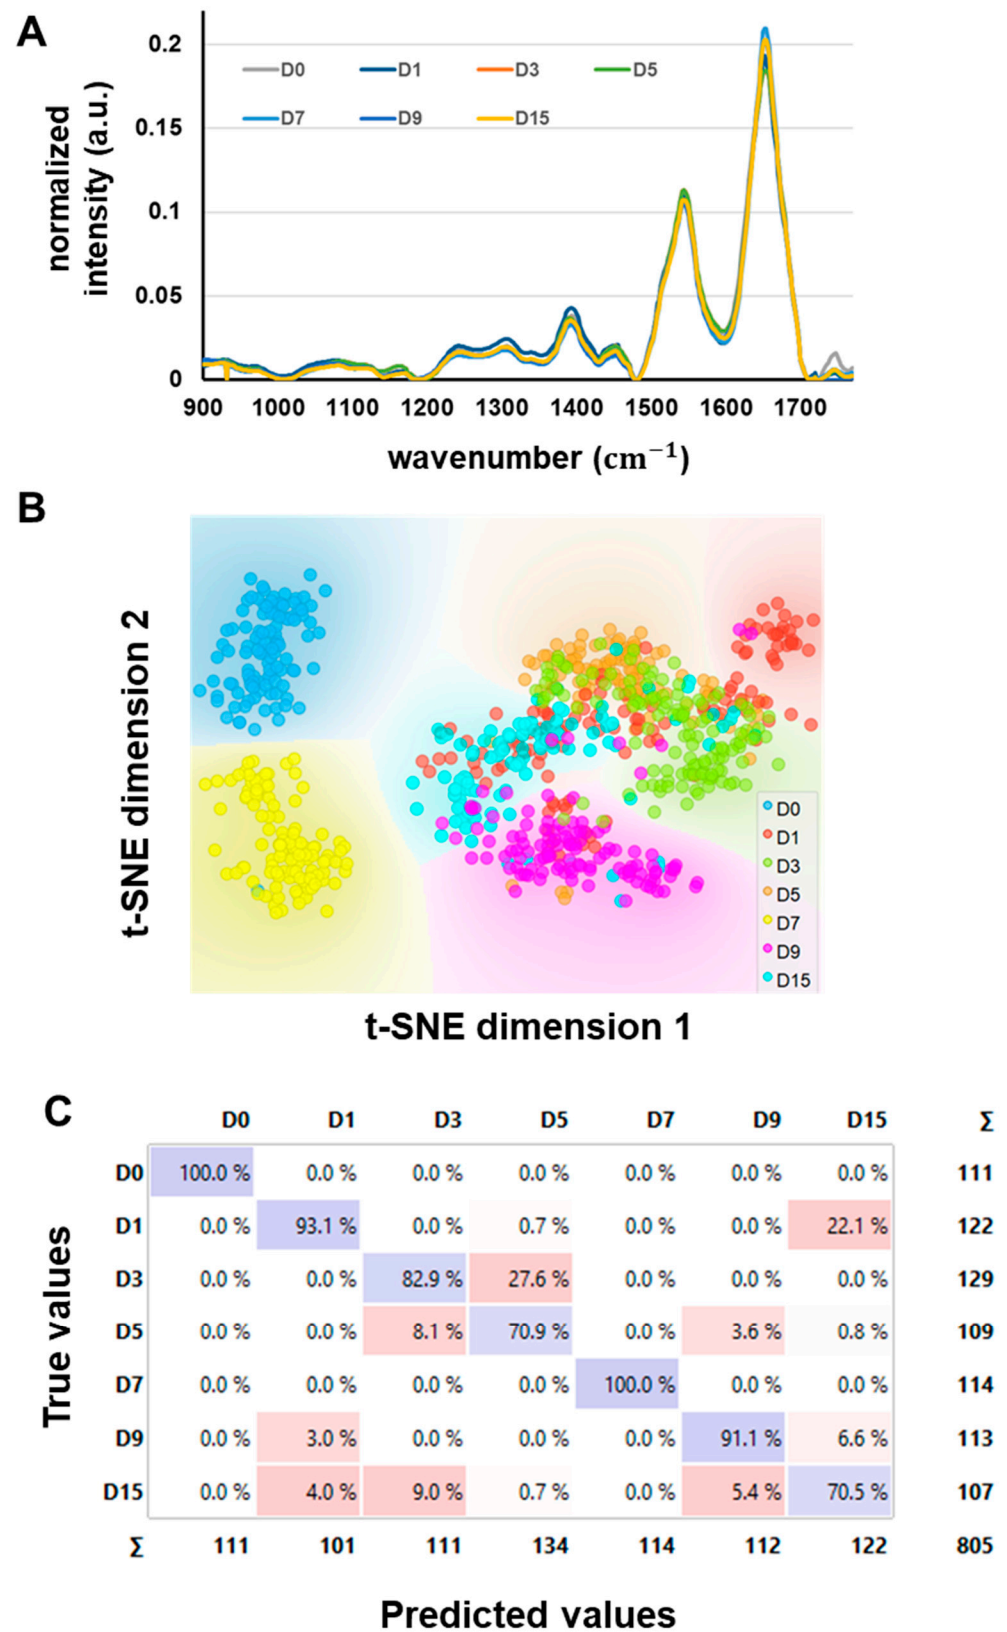 A
normalized
intensity (a.u.)
0.2
0.15
0.1
0.05
0
D0 D1 D3 D5
D7 D9 D15
900 1000 1100 1200 1300 1400 1500 1600 1700
wavenumber (cm⁻¹)
B
t-SNE dimension 2
D0
D1
D3
D5
D7
D9
D15
t-SNE dimension 1
C
D0 D1 D3 D5 D7 D9 D15 Σ
True values
D0 100.0 % 0.0 % 0.0 % 0.0 % 0.0 % 0.0 % 0.0 % 111
D1 0.0 % 93.1 % 0.0 % 0.7 % 0.0 % 0.0 % 22.1 % 122
D3 0.0 % 0.0 % 82.9 % 27.6 % 0.0 % 0.0 % 0.0 % 129
D5 0.0 % 0.0 % 8.1 % 70.9 % 0.0 % 3.6 % 0.8 % 109
D7 0.0 % 0.0 % 0.0 % 0.0 % 100.0 % 0.0 % 0.0 % 114
D9 0.0 % 3.0 % 0.0 % 0.0 % 0.0 % 91.1 % 6.6 % 113
D15 0.0 % 4.0 % 9.0 % 0.7 % 0.0 % 5.4 % 70.5 % 107
Σ 111 101 111 134 114 112 122 805
Predicted values